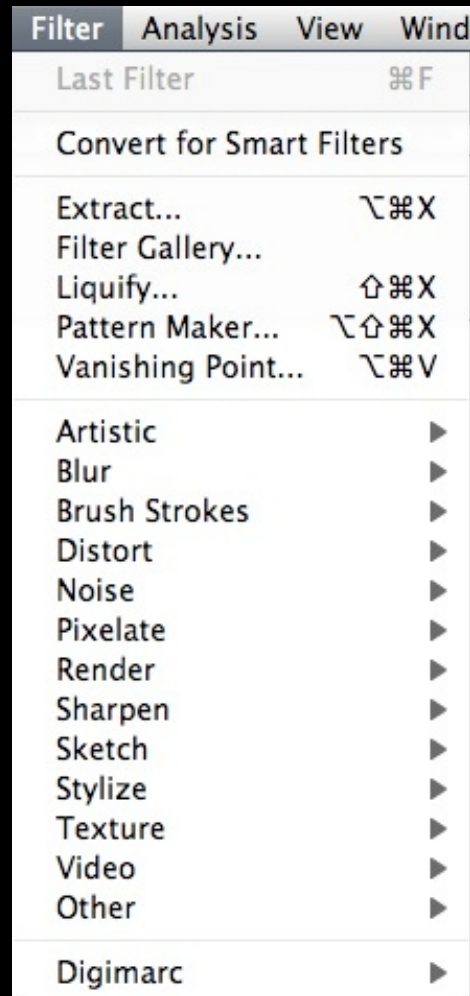 Filter Analysis View Wind
Last Filter ⌘F
Convert for Smart Filters
Extract... ⌥⌘X
Filter Gallery...
Liquify... ⇧⌘X
Pattern Maker... ⌥⇧⌘X
Vanishing Point... ⌥⌘V
Artistic
Blur
Brush Strokes
Distort
Noise
Pixelate
Render
Sharpen
Sketch
Stylize
Texture
Video
Other
Digimarc